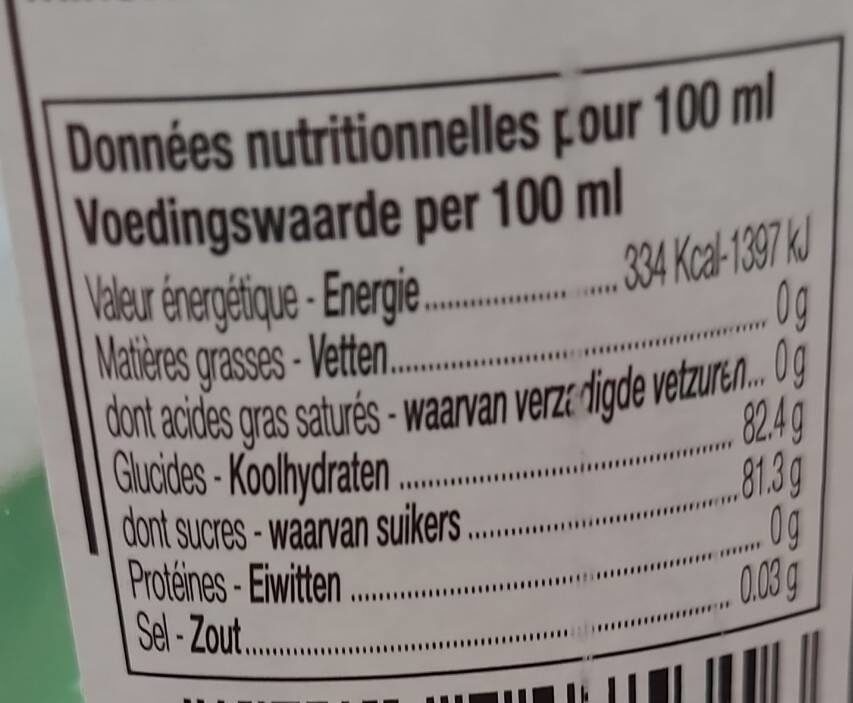 Données nutritionnelles pour 100 ml
Voedingswaarde per 100 ml
Valeur énergétique - Energie.................... 334 Kcal-1397 kJ
Matières grasses - Vetten.................... 0 g
dont acides gras saturés - waarvan verzadigde vetzuren... 0 g
Glucides - Koolhydraten .................... 82.4 g
dont sucres - waarvan suikers .................... 81.3 g
Protéines - Eiwitten .................... 0 g
Sel - Zout.................... 0.03 g